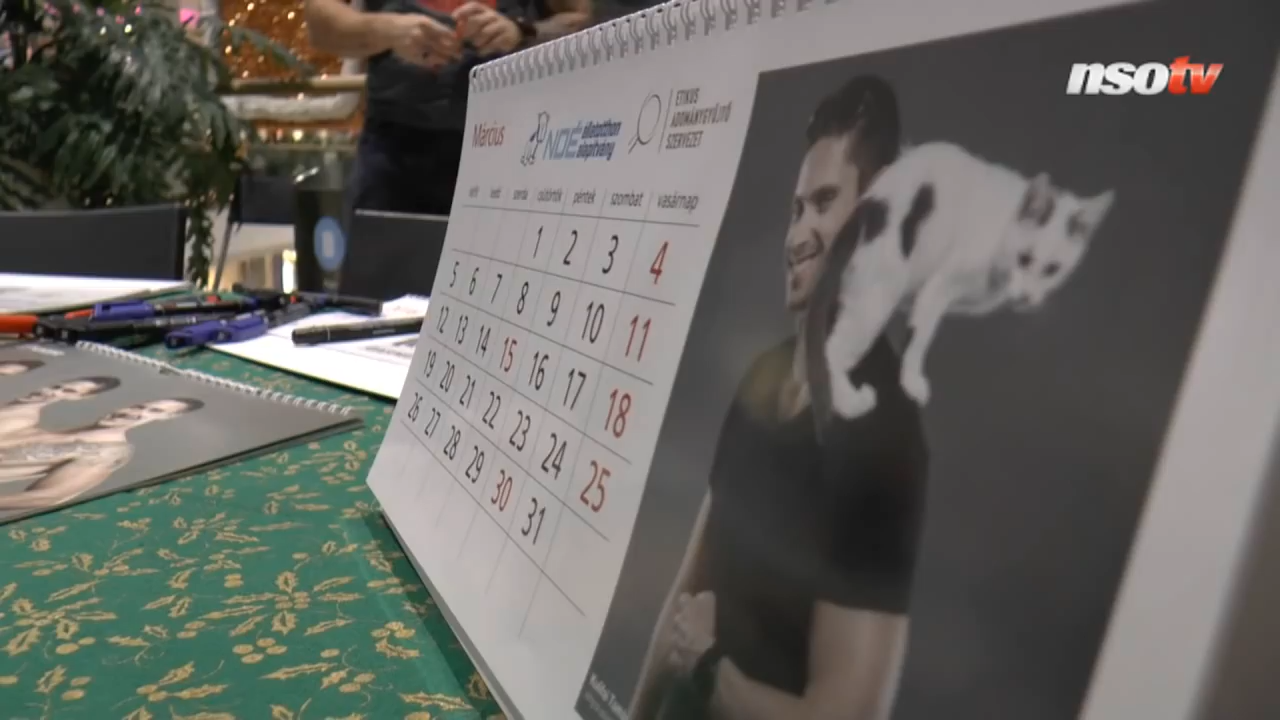 nsotv
Március
NOÉ állatotthon
alapítvány
ETIKUS
ADOMÁNYGYŰJTŐ
SZERVEZET
hétfő kedd szerda csütörtök péntek szombat vasárnap
1 2 3 4
5 6 7 8 9 10 11
12 13 14 15 16 17 18
19 20 21 22 23 24 25
26 27 28 29 30 31